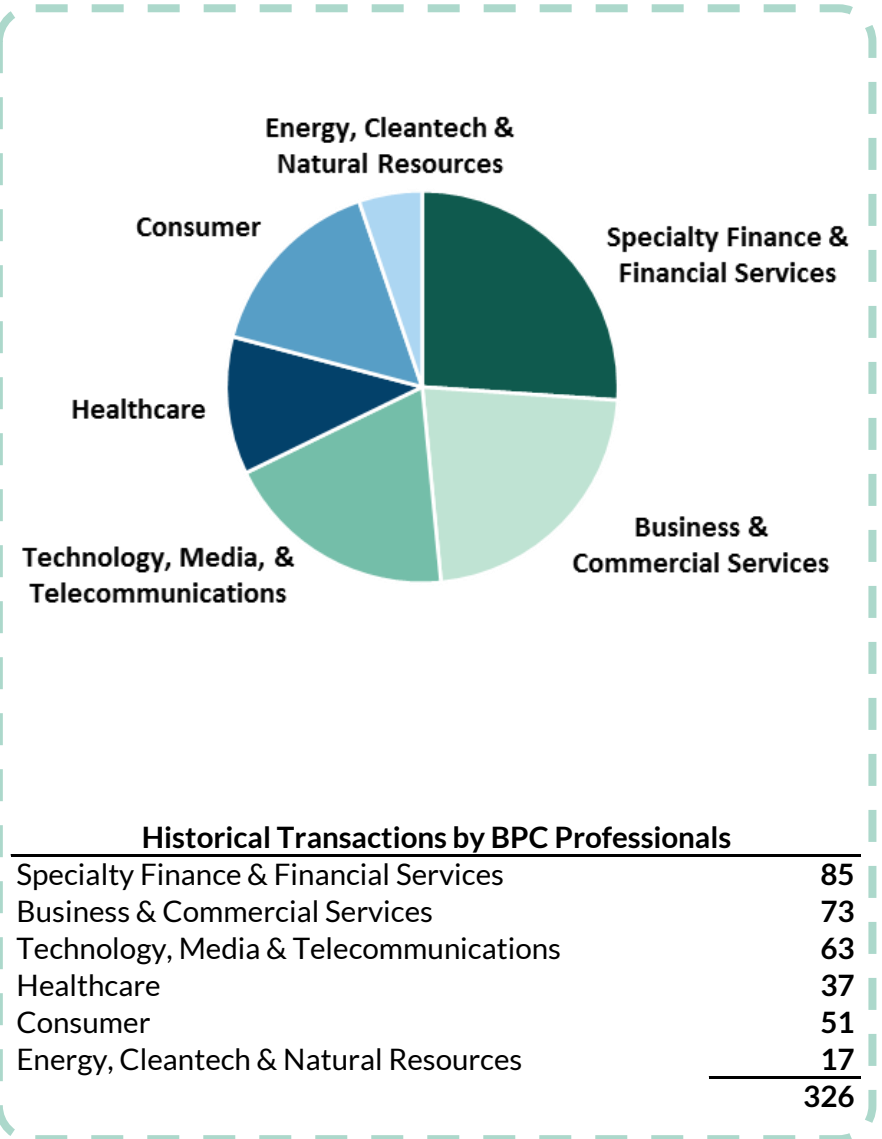 Energy, Cleantech &
Natural Resources
Consumer
Specialty Finance &
Financial Services
Healthcare
Business &
Commercial Services
Technology, Media, &
Telecommunications
Historical Transactions by BPC Professionals
Specialty Finance & Financial Services 85
Business & Commercial Services 73
Technology, Media & Telecommunications 63
Healthcare 37
Consumer 51
Energy, Cleantech & Natural Resources 17
326